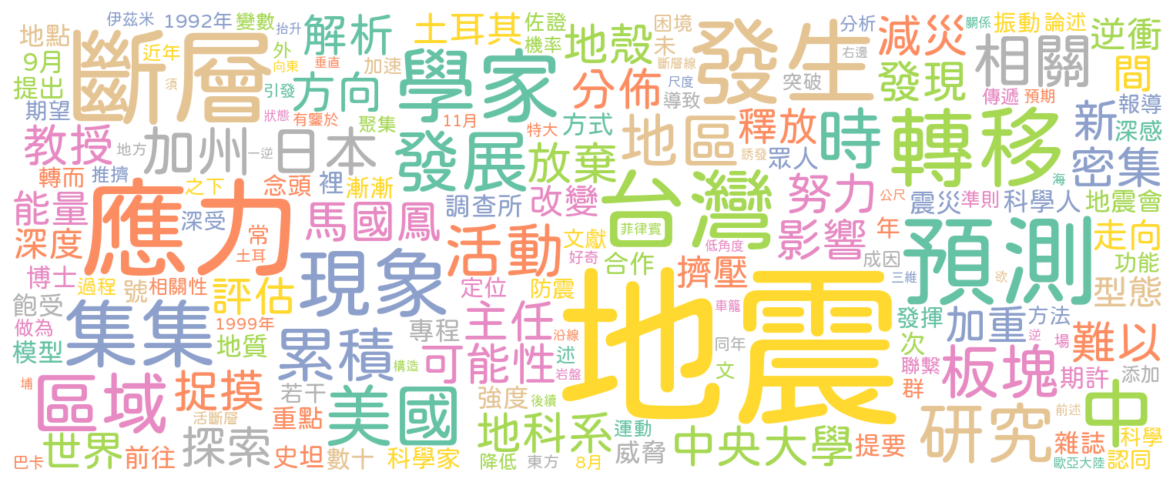 伊茲米
1992年
變數
抬升
解析
土耳其
佐證
機率
地殼
困境
未
斷層線
發生
分析
右邊
減災
關係
振動
論述
逆衝
地點
9月
提出
期望
斷層
近年
外
向東
引發
須
狀態
垂直
加速
有鑒於
方向
聚集
學家
11月
特大
方式
分佈
尺度
導致
突破
發現
相關
傳遞
預期
間
報導
教授
地方
加州
一逆
日本
發展
放棄
地區
釋放
誘發
眾人
時
轉移
新
深感
密集
轉而
推擠
之下
念頭
裡
漸漸
能量
深受
常
土耳
應力
馬國鳳
調查所
改變
台灣
菲律賓
低角度
努力
影響
公尺
年
震災
準則
科學人
海
地震會
深度
現象
活動
文獻
好奇
合作
擠壓
成因
三維
預測
欲
走向
功能
型態
博士
過程
號
相關性
評估
定位
防震
車籠
飽受
做為
模型
集集
1999年
地質
累積
構造
專程
主任
沿線
述
岩盤
可能性
地震
同年
文
發揮
次
聯繫
群
加重
方法
逆
場
板塊
期許
難以
添加
埔
區域
捉摸
若干
活斷層
重點
美國
強度
後續
地科系
運動
研究
中
前述
巴卡
世界
前往
探索
史坦
數十
科學家
降低
東方
8月
威脅
中央大學
提要
雜誌
歐亞大陸
科學
認同